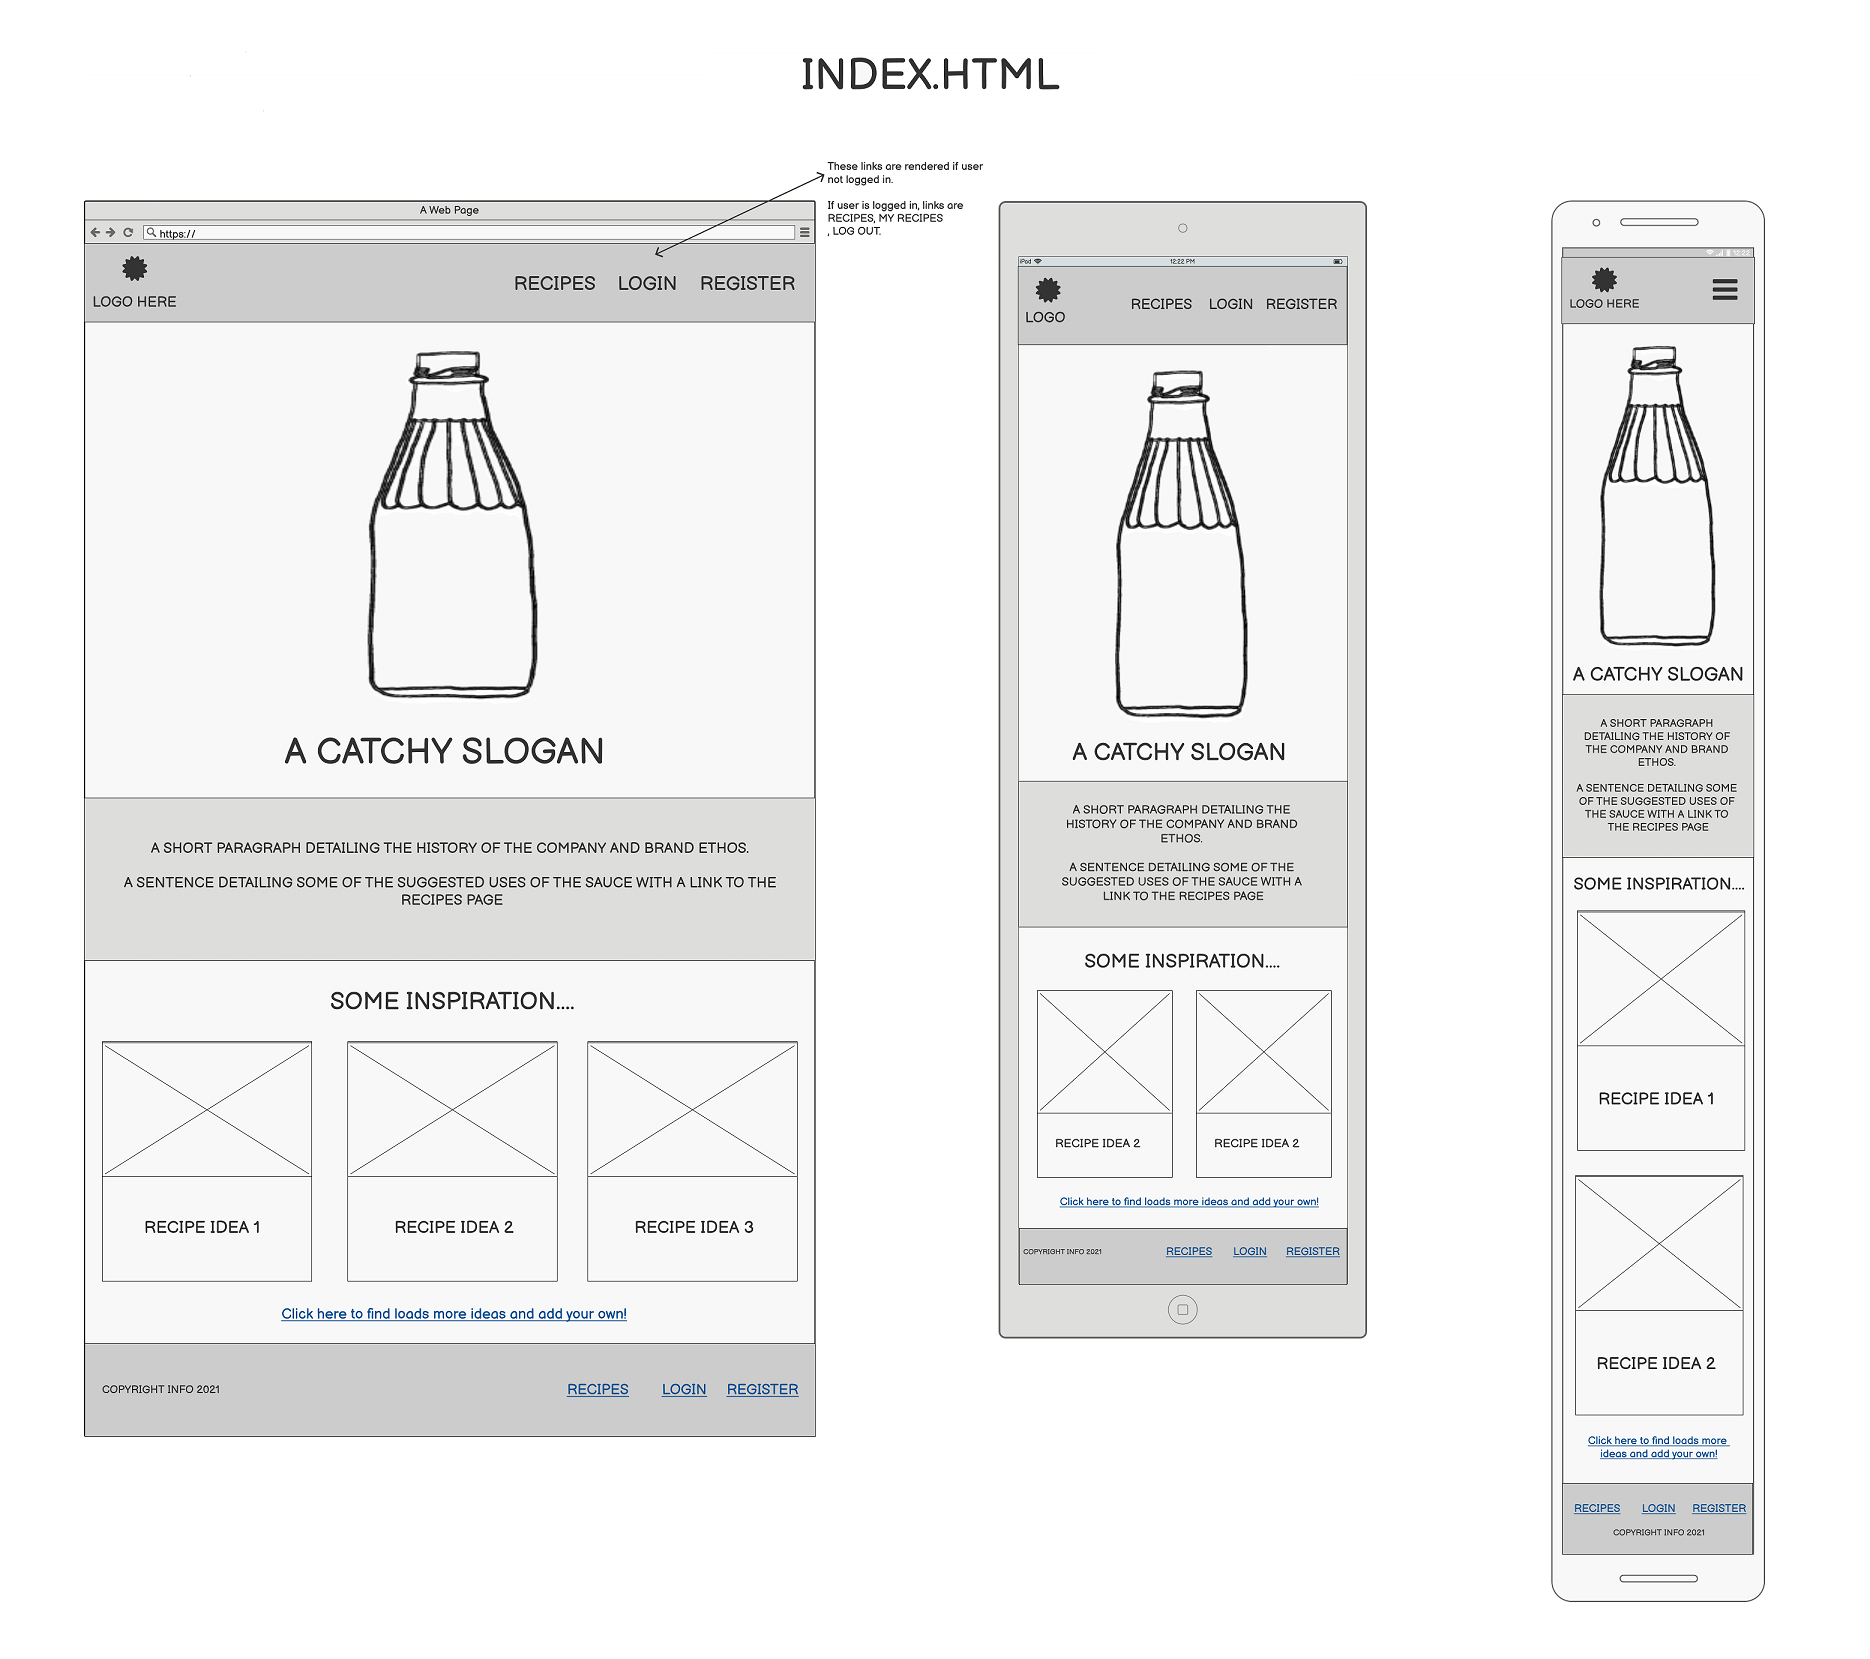 INDEX.HTML
These links are rendered if user
not logged in.
If user is logged in, links are
RECIPES, MY RECIPES
, LOG OUT.
A Web Page
https://
LOGO HERE
RECIPES LOGIN REGISTER
A CATCHY SLOGAN
A SHORT PARAGRAPH DETAILING THE HISTORY OF THE COMPANY AND BRAND ETHOS.
A SENTENCE DETAILING SOME OF THE SUGGESTED USES OF THE SAUCE WITH A LINK TO THE
RECIPES PAGE
SOME INSPIRATION....
RECIPE IDEA 1
RECIPE IDEA 2
RECIPE IDEA 3
Click here to find loads more ideas and add your own!
COPYRIGHT INFO 2021
RECIPES LOGIN REGISTER
iPod
12:22 PM
LOGO
RECIPES LOGIN REGISTER
A CATCHY SLOGAN
A SHORT PARAGRAPH DETAILING THE
HISTORY OF THE COMPANY AND BRAND
ETHOS.
A SENTENCE DETAILING SOME OF THE
SUGGESTED USES OF THE SAUCE WITH A
LINK TO THE RECIPES PAGE
SOME INSPIRATION....
RECIPE IDEA 2
RECIPE IDEA 2
Click here to find loads more ideas and add your own!
COPYRIGHT INFO 2021
RECIPES LOGIN REGISTER
LOGO HERE
A CATCHY SLOGAN
A SHORT PARAGRAPH
DETAILING THE HISTORY OF
THE COMPANY AND BRAND
ETHOS.
A SENTENCE DETAILING SOME
OF THE SUGGESTED USES OF
THE SAUCE WITH A LINK TO
THE RECIPES PAGE
SOME INSPIRATION....
RECIPE IDEA 1
RECIPE IDEA 2
Click here to find loads more
ideas and add your own!
RECIPES LOGIN REGISTER
COPYRIGHT INFO 2021